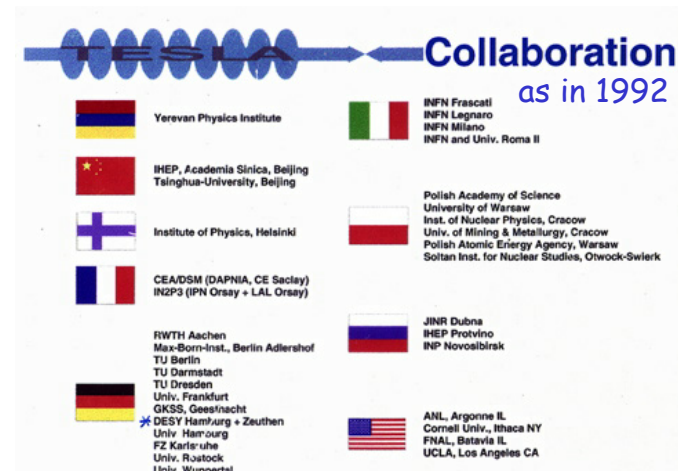 TESLA Collaboration
as in 1992
Yerevan Physics Institute
IHEP, Academia Sinica, Beijing
Tsinghua-University, Beijing
Institute of Physics, Helsinki
CEA/DSM (DAPNIA, CE Saclay)
IN2P3 (IPN Orsay + LAL Orsay)
RWTH Aachen
Max-Born-Inst., Berlin Adlershof
TU Berlin
TU Darmstadt
TU Dresden
Univ. Frankfurt
GKSS, Geesthacht
DESY Hamburg + Zeuthen
Univ Hamburg
FZ Karlsruhe
Univ. Rostock
Univ. Wuppertal
INFN Frascati
INFN Legnaro
INFN Milano
INFN and Univ. Roma II
Polish Academy of Science
University of Warsaw
Inst. of Nuclear Physics, Cracow
Univ. of Mining & Metallurgy, Cracow
Polish Atomic Energy Agency, Warsaw
Soltan Inst. for Nuclear Studies, Otwock-Swierk
JINR Dubna
IHEP Protvino
INP Novosibirsk
ANL, Argonne IL
Cornell Univ., Ithaca NY
FNAL, Batavia IL
UCLA, Los Angeles CA